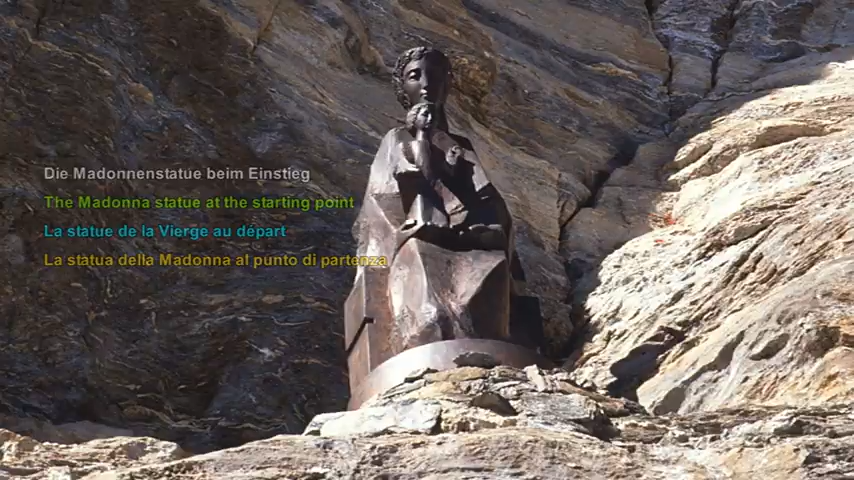 Die Madonnenstatue beim Einstieg
The Madonna statue at the starting point
La statue de la Vierge au départ
La statua della Madonna al punto di partenza